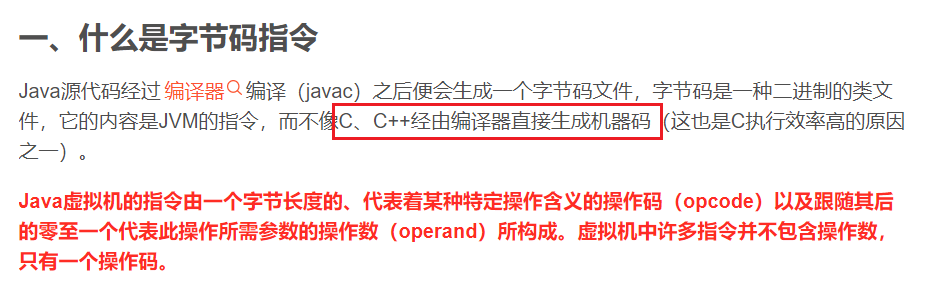 一、什么是字节码指令
Java源代码经过 编译器 编译（javac）之后便会生成一个字节码文件，字节码是一种二进制的类文
件，它的内容是JVM的指令，而不像C、C++经由编译器直接生成机器码（这也是C执行效率高的原因
之一）。
Java虚拟机的指令由一个字节长度的、代表着某种特定操作含义的操作码（opcode）以及跟随其后
的零至一个代表此操作所需参数的操作数（operand）所构成。虚拟机中许多指令并不包含操作数，
只有一个操作码。